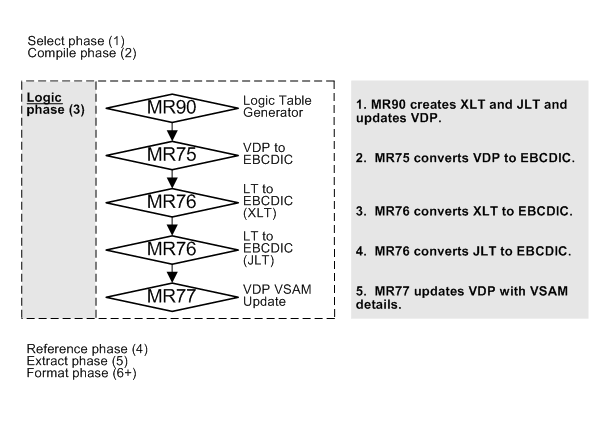 Select phase (1)
Compile phase (2)
Logic
phase (3)
MR90
Logic Table
Generator
MR75
VDP to
EBCDIC
MR76
LT to
EBCDIC
(XLT)
MR76
LT to
EBCDIC
(JLT)
MR77
VDP VSAM
Update
1. MR90 creates XLT and JLT and
updates VDP.
2. MR75 converts VDP to EBCDIC.
3. MR76 converts XLT to EBCDIC.
4. MR76 converts JLT to EBCDIC.
5. MR77 updates VDP with VSAM
details.
Reference phase (4)
Extract phase (5)
Format phase (6+)